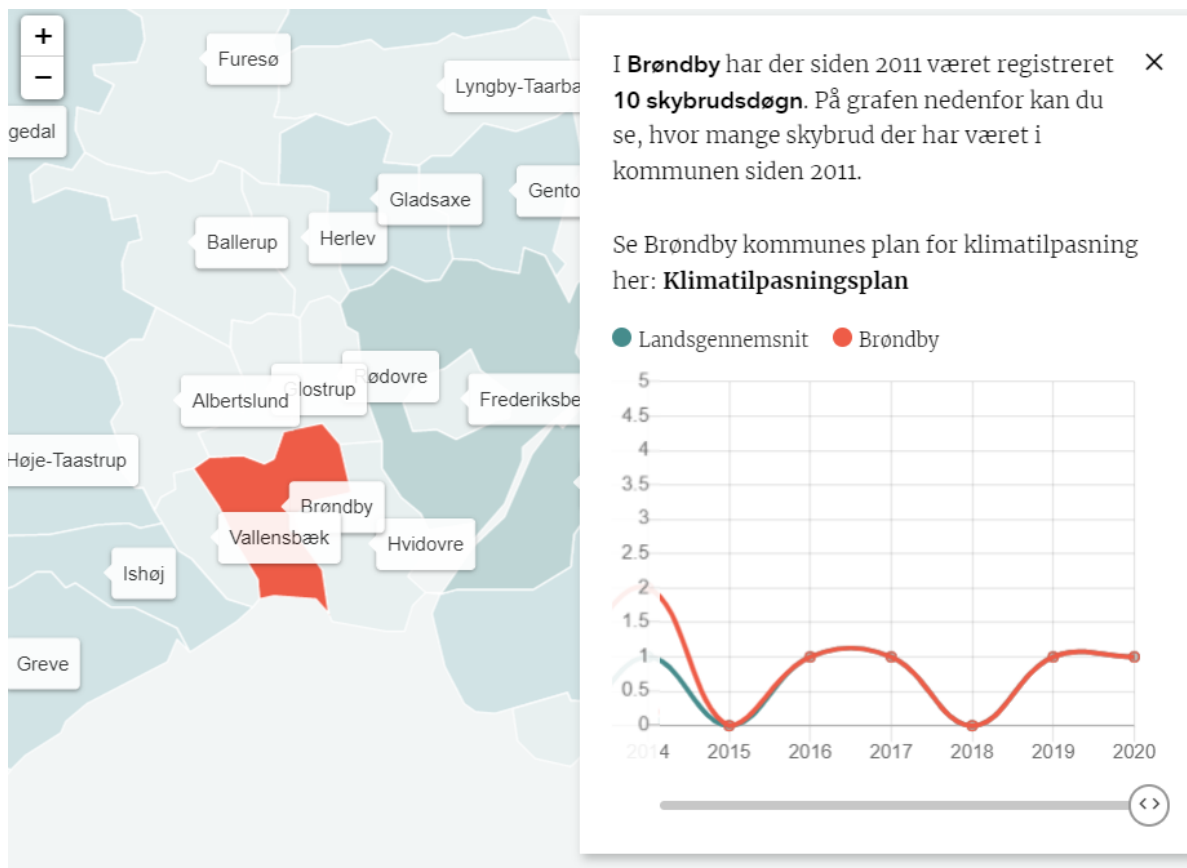 +
−
Furesø
Lyngby-Taarba
gedal
Gladsaxe
Gento
Ballerup
Herlev
Rødovre
Glostrup
Albertslund
Frederiksbe
Høje-Taastrup
Brøndby
Vallensbæk
Hvidovre
Ishøj
Greve
I Brøndby har der siden 2011 været registreret
10 skybrudsdøgn. På grafen nedenfor kan du
se, hvor mange skybrud der har været i
kommunen siden 2011.
Se Brøndby kommunes plan for klimatilpasning
her: Klimatilpasningsplan
Landsgennemsnit Brøndby
5
4.5
4
3.5
3
2.5
2
1.5
1
0.5
0
2014 2015 2016 2017 2018 2019 2020